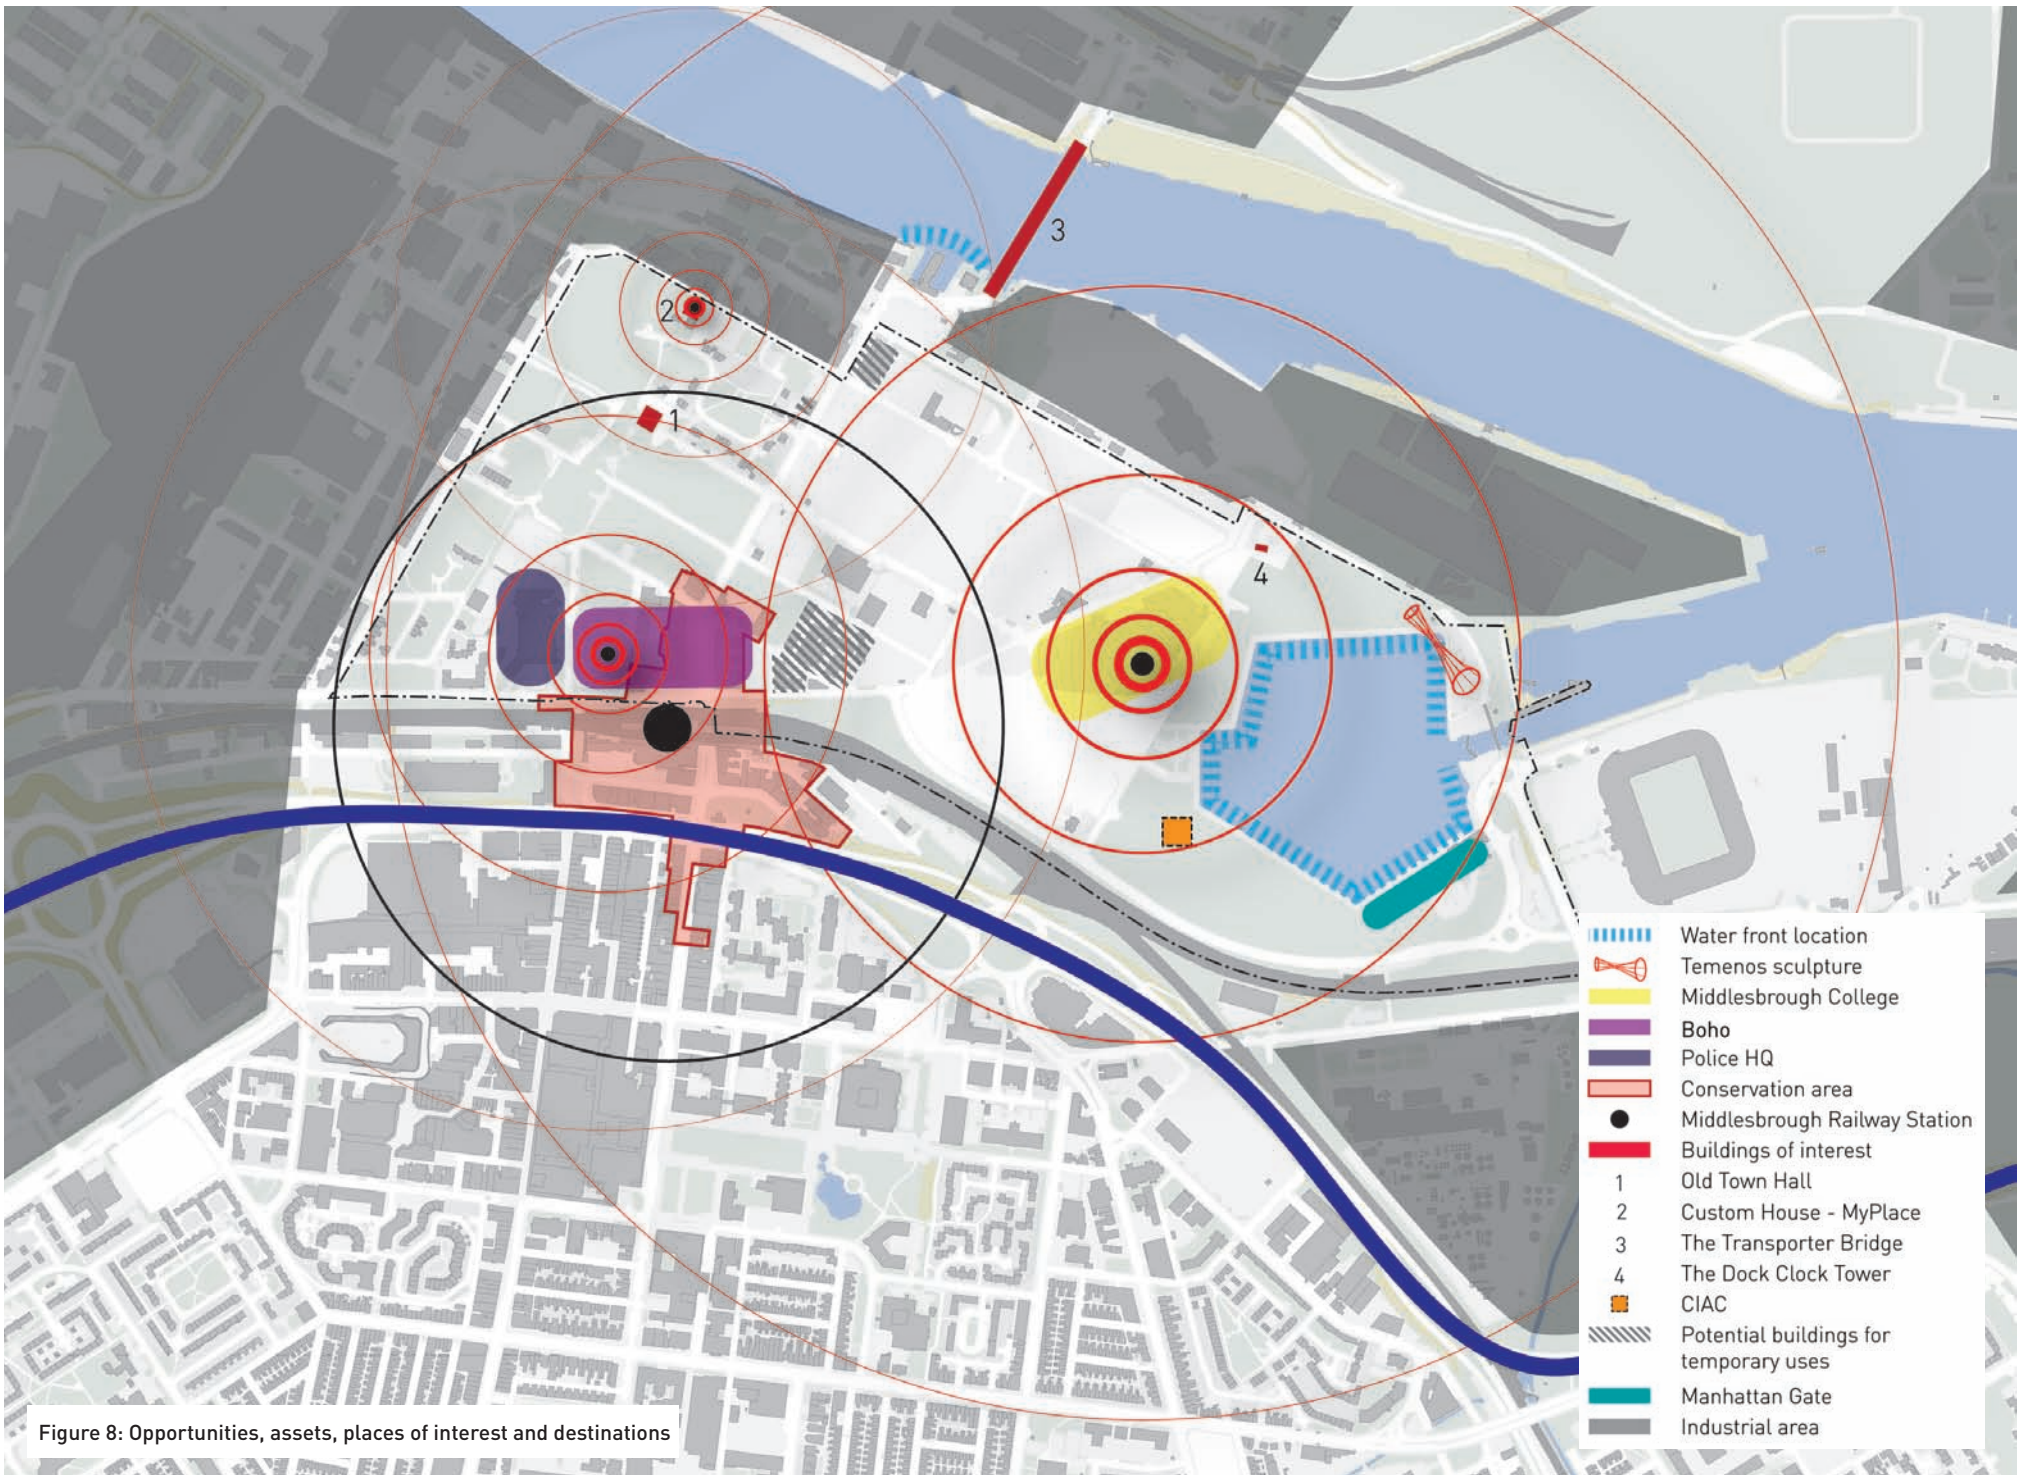 3
2
1
4
Water front location
Temenos sculpture
Middlesbrough College
Boho
Police HQ
Conservation area
Middlesbrough Railway Station
Buildings of interest
1 Old Town Hall
2 Custom House - MyPlace
3 The Transporter Bridge
4 The Dock Clock Tower
CIAC
Potential buildings for
temporary uses
Manhattan Gate
Industrial area
Figure 8: Opportunities, assets, places of interest and destinations